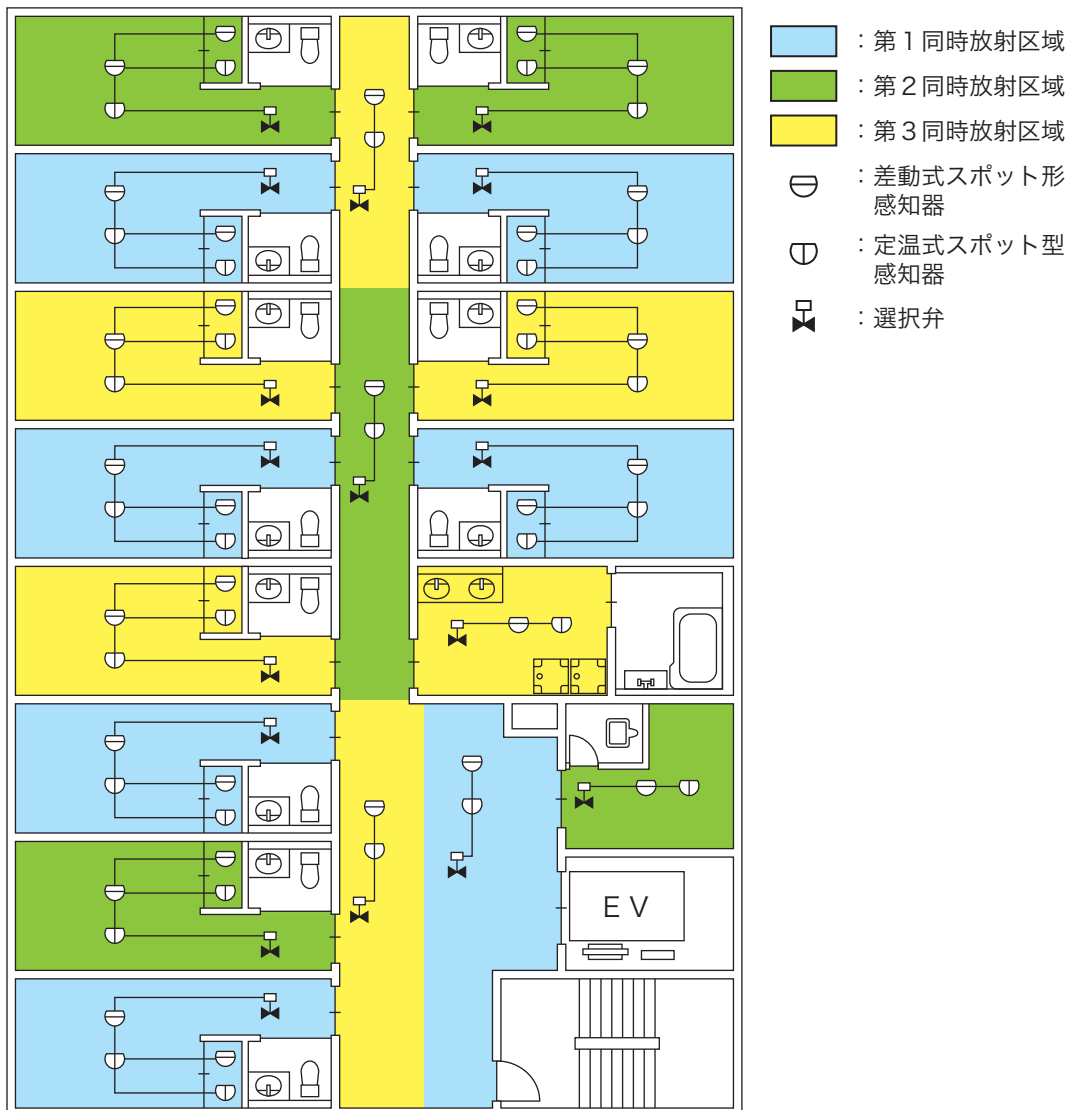 ：第１同時放射区域
：第２同時放射区域
：第３同時放射区域
：差動式スポット形
感知器
：定温式スポット型
感知器
：選択弁
ＥＶ